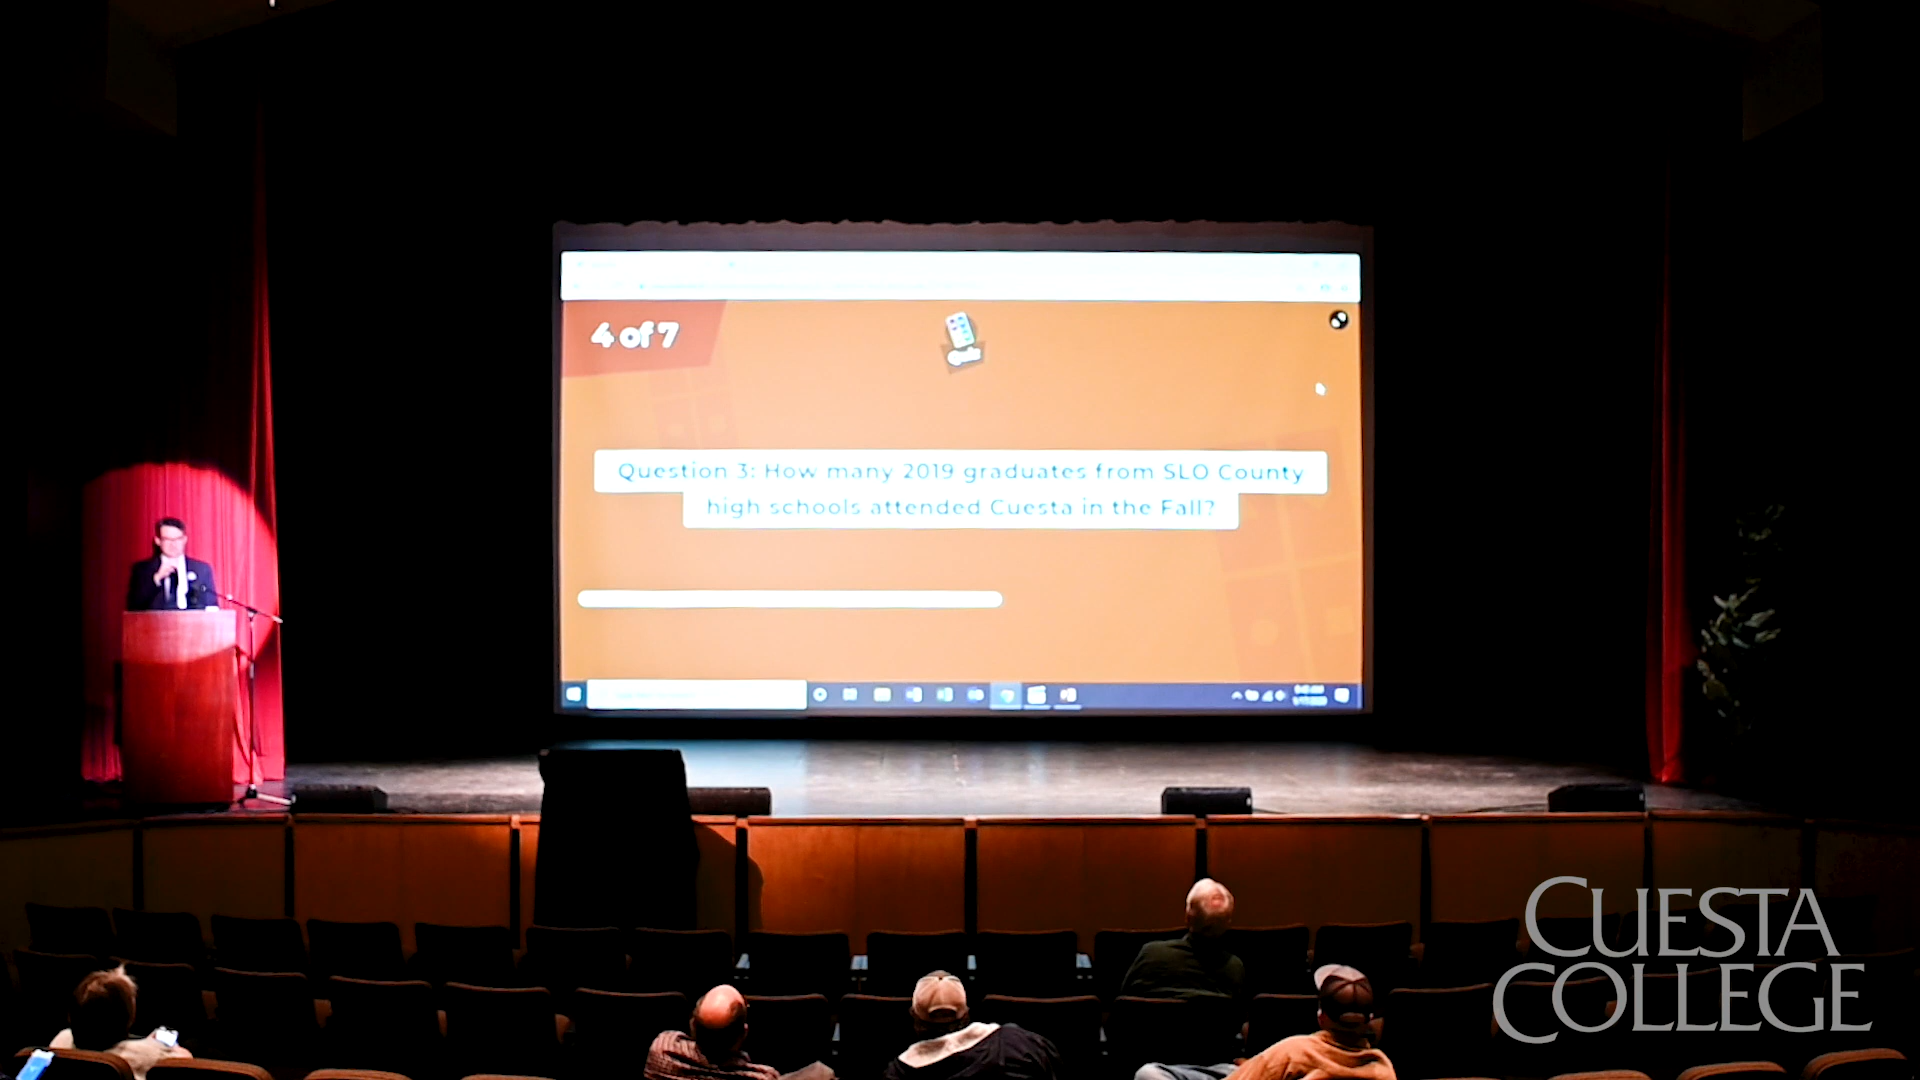 4 of 7
Quiz
Question 3: How many 2019 graduates from SLO County
high schools attended Cuesta in the Fall?
CUESTA
COLLEGE